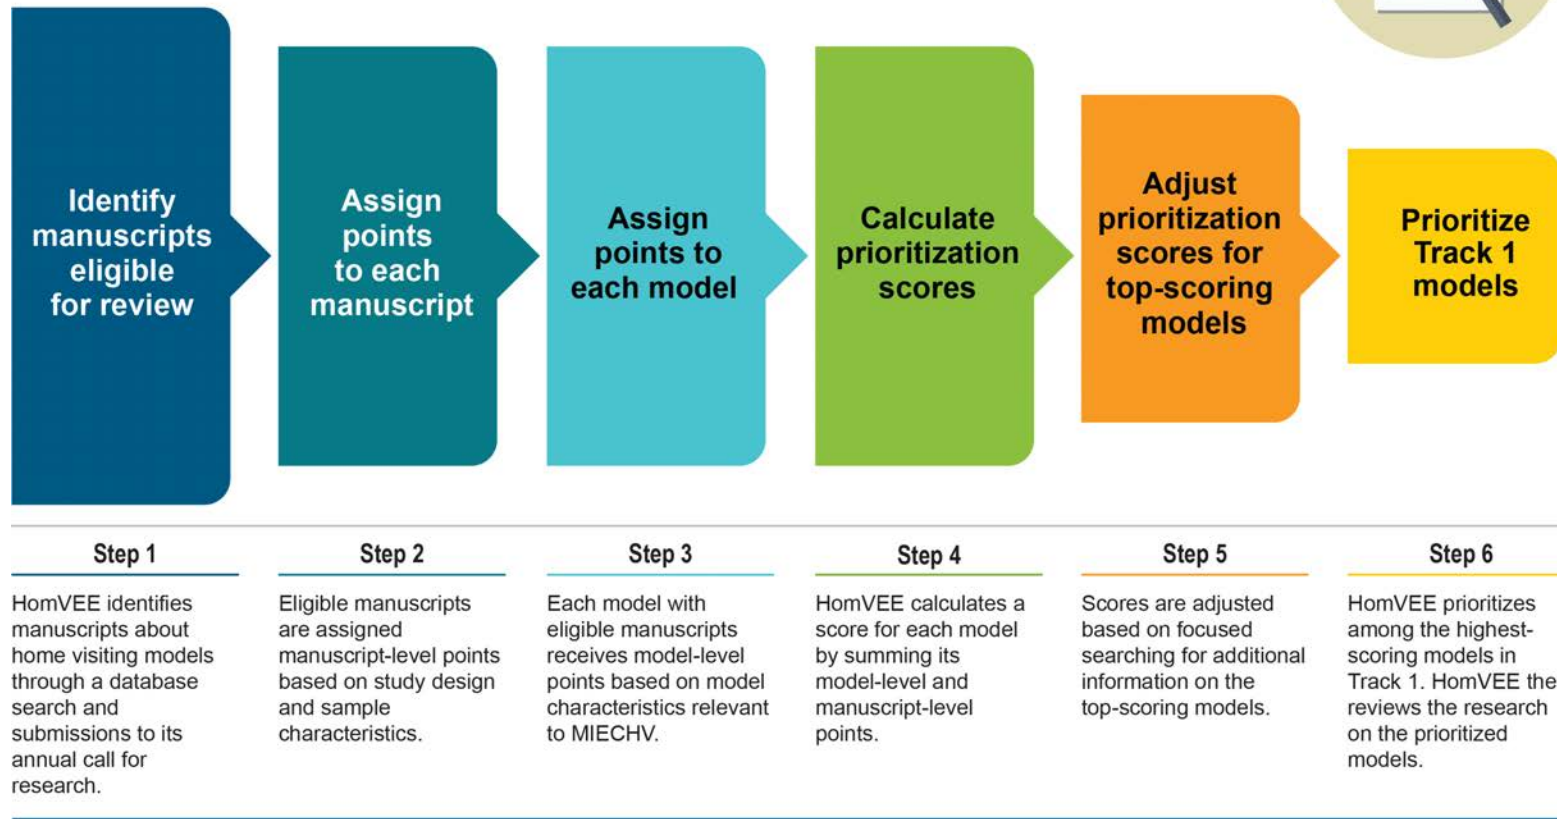 Identify
manuscripts
eligible
for review
Assign
points
to each
manuscript
Assign
points to
each model
Calculate
prioritization
scores
Adjust
prioritization
scores for
top-scoring
models
Prioritize
Track 1
models
Step 1
HomVEE identifies
manuscripts about
home visiting models
through a database
search and
submissions to its
annual call for
research.
Step 2
Eligible manuscripts
are assigned
manuscript-level points
based on study design
and sample
characteristics.
Step 3
Each model with
eligible manuscripts
receives model-level
points based on model
characteristics relevant
to MIECHV.
Step 4
HomVEE calculates a
score for each model
by summing its
model-level and
manuscript-level
points.
Step 5
Scores are adjusted
based on focused
searching for additional
information on the
top-scoring models.
Step 6
HomVEE prioritizes
among the highest-
scoring models in
Track 1. HomVEE the
reviews the research
on the prioritized
models.